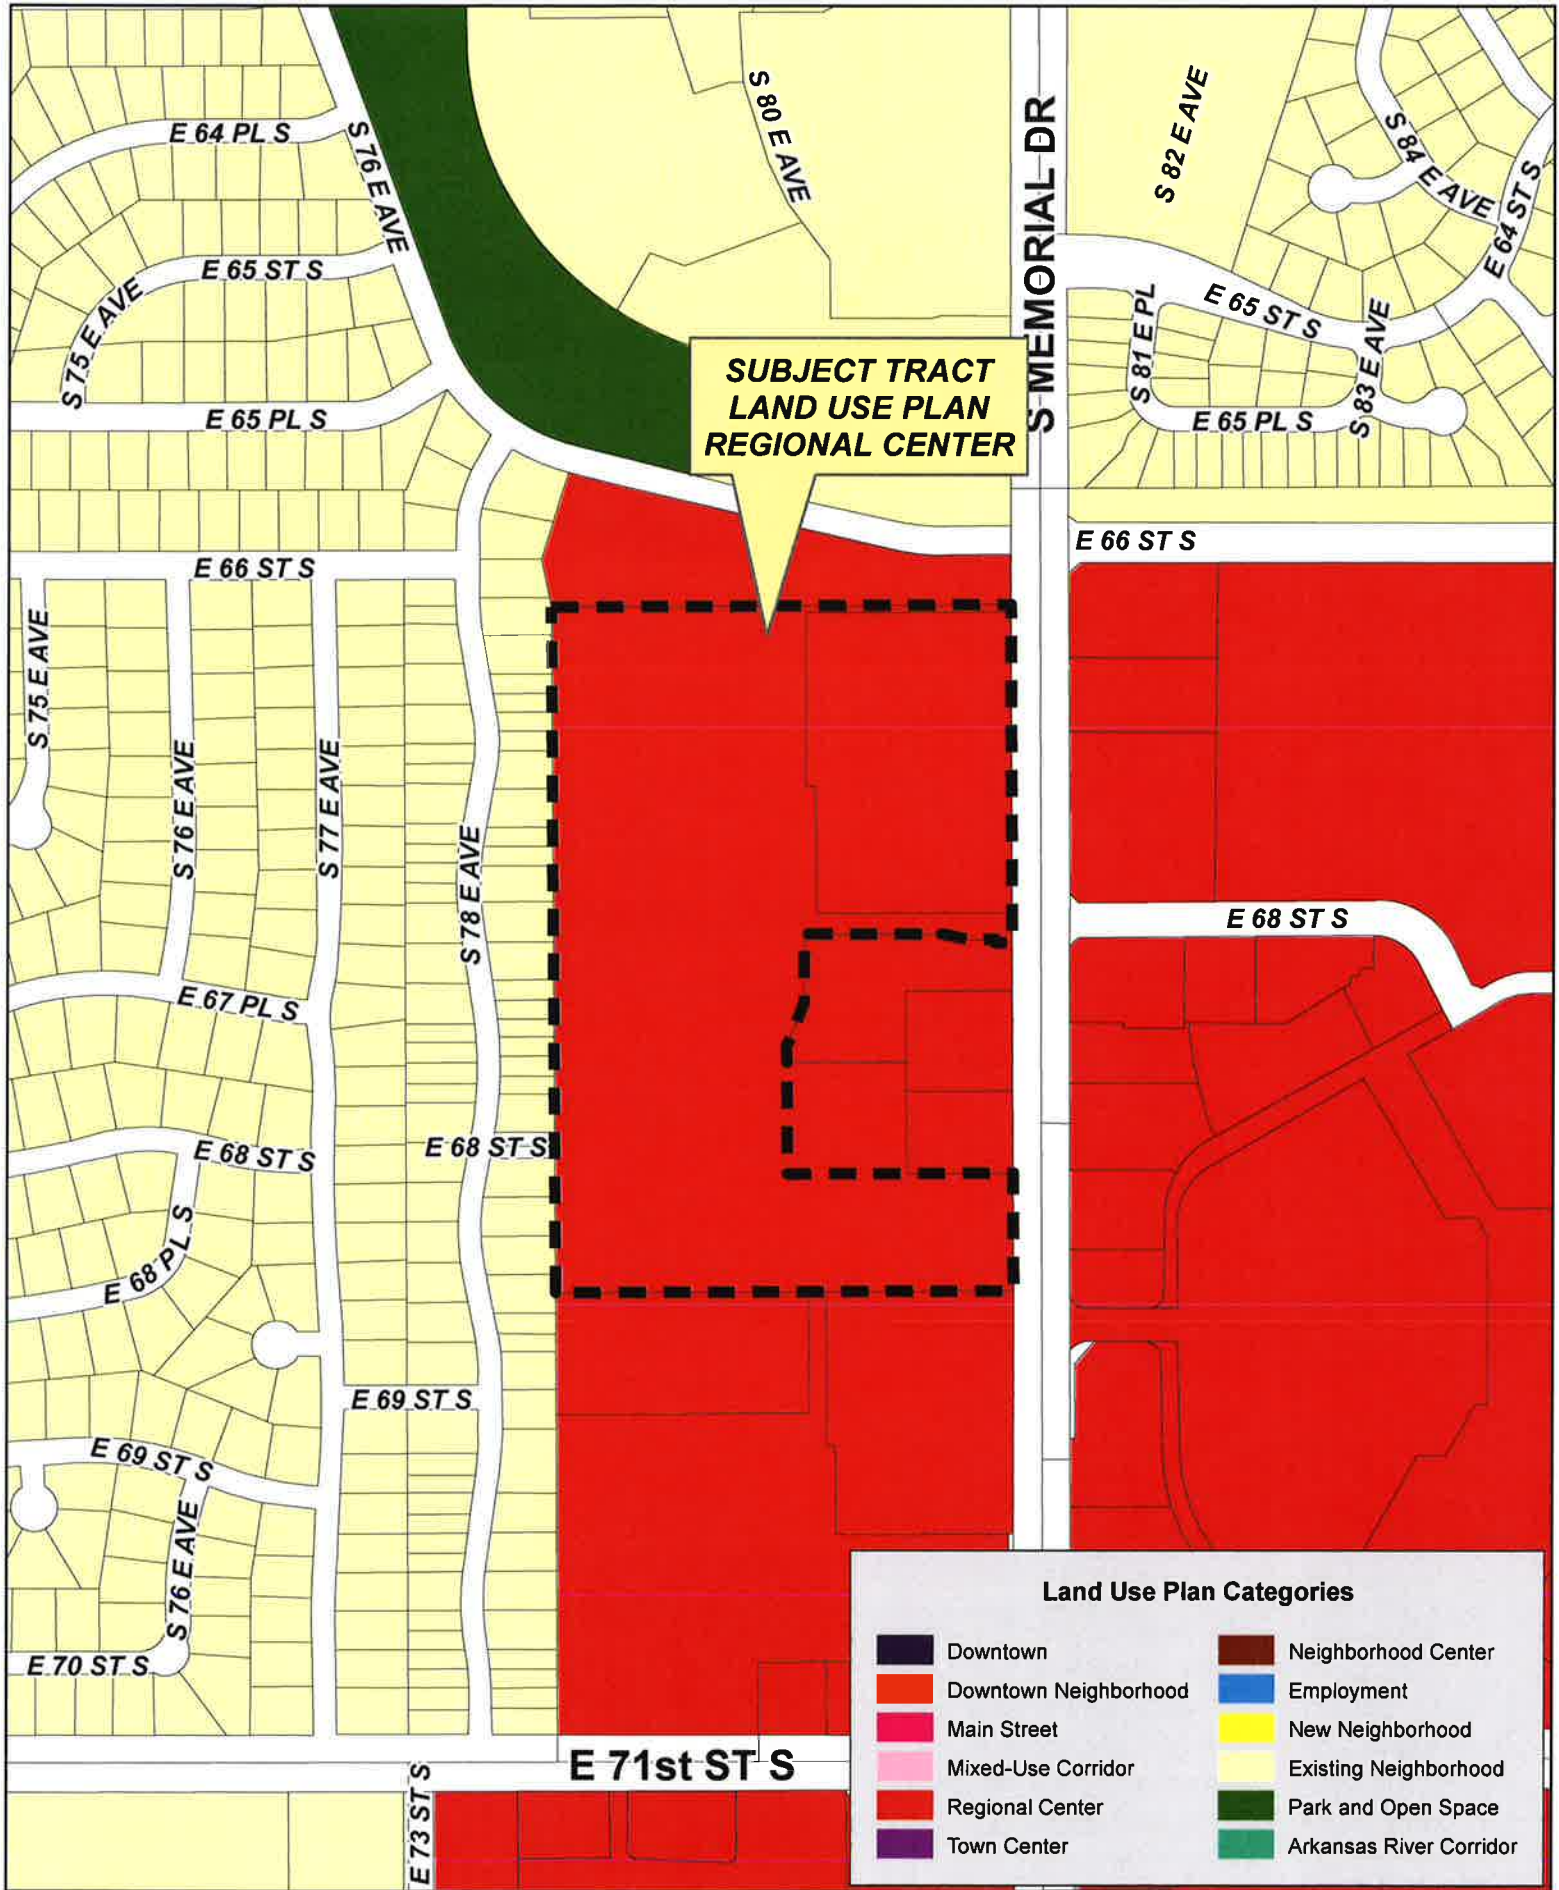 E 64 PL S
S 76 E AVE
S 80 E AVE
S MEMORIAL DR
S 82 E AVE
S 84 E AVE
E 64 ST S
E 65 ST S
S 75 E AVE
E 65 PL S
S 81 E PL
E 65 ST S
S 83 E AVE
E 65 PL S
SUBJECT TRACT
LAND USE PLAN
REGIONAL CENTER
E 66 ST S
E 66 ST S
S 75 E AVE
S 76 E AVE
S 77 E AVE
S 78 E AVE
E 68 ST S
E 67 PL S
E 68 ST S
E 68 ST S
E 68 PL S
E 69 ST S
E 69 ST S
S 76 E AVE
E 70 ST S
E 71st ST S
E 73 ST S
Land Use Plan Categories
Downtown
Downtown Neighborhood
Main Street
Mixed-Use Corridor
Regional Center
Town Center
Neighborhood Center
Employment
New Neighborhood
Existing Neighborhood
Park and Open Space
Arkansas River Corridor